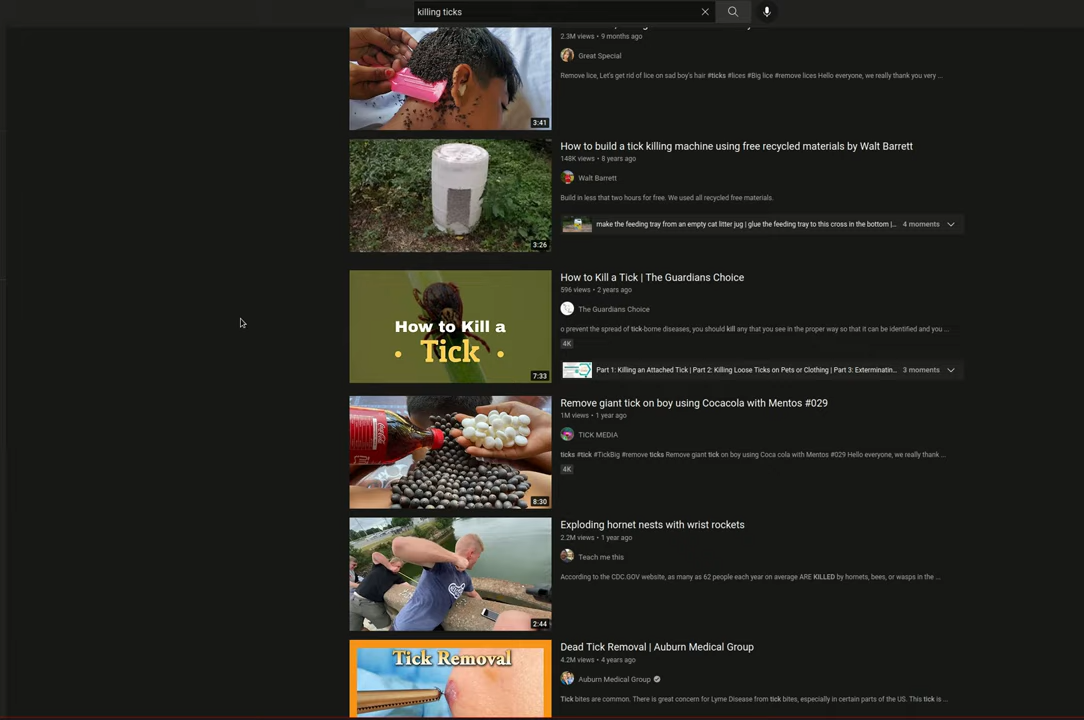 killing ticks
2.3M views • 9 months ago
Great Special
Remove lice, Let's get rid of lice on sad boy's hair #ticks #lices #Big lice #remove lices Hello everyone, we really thank you very ...
3:41
How to build a tick killing machine using free recycled materials by Walt Barrett
148K views • 8 years ago
Walt Barrett
Build in less that two hours for free. We used all recycled free materials.
make the feeding tray from an empty cat litter jug | glue the feeding tray to this cross in the bottom |... 4 moments
3:26
How to Kill a Tick | The Guardians Choice
596 views • 2 years ago
The Guardians Choice
o prevent the spread of tick-borne diseases, you should kill any that you see in the proper way so that it can be identified and you ...
4K
Part 1: Killing an Attached Tick | Part 2: Killing Loose Ticks on Pets or Clothing | Part 3: Exterminatin... 3 moments
How to Kill a
• Tick •
7:33
Remove giant tick on boy using Cocacola with Mentos #029
1M views • 1 year ago
TICK MEDIA
ticks #tick #TickBig #remove ticks Remove giant tick on boy using Coca cola with Mentos #029 Hello everyone, we really thank ...
4K
8:30
Exploding hornet nests with wrist rockets
2.2M views • 1 year ago
Teach me this
According to the CDC.GOV website, as many as 62 people each year on average ARE KILLED by hornets, bees, or wasps in the ...
2:44
Dead Tick Removal | Auburn Medical Group
4.2M views • 4 years ago
Auburn Medical Group
Tick bites are common. There is great concern for Lyme Disease from tick bites, especially in certain parts of the US. This tick is ...
Tick Removal